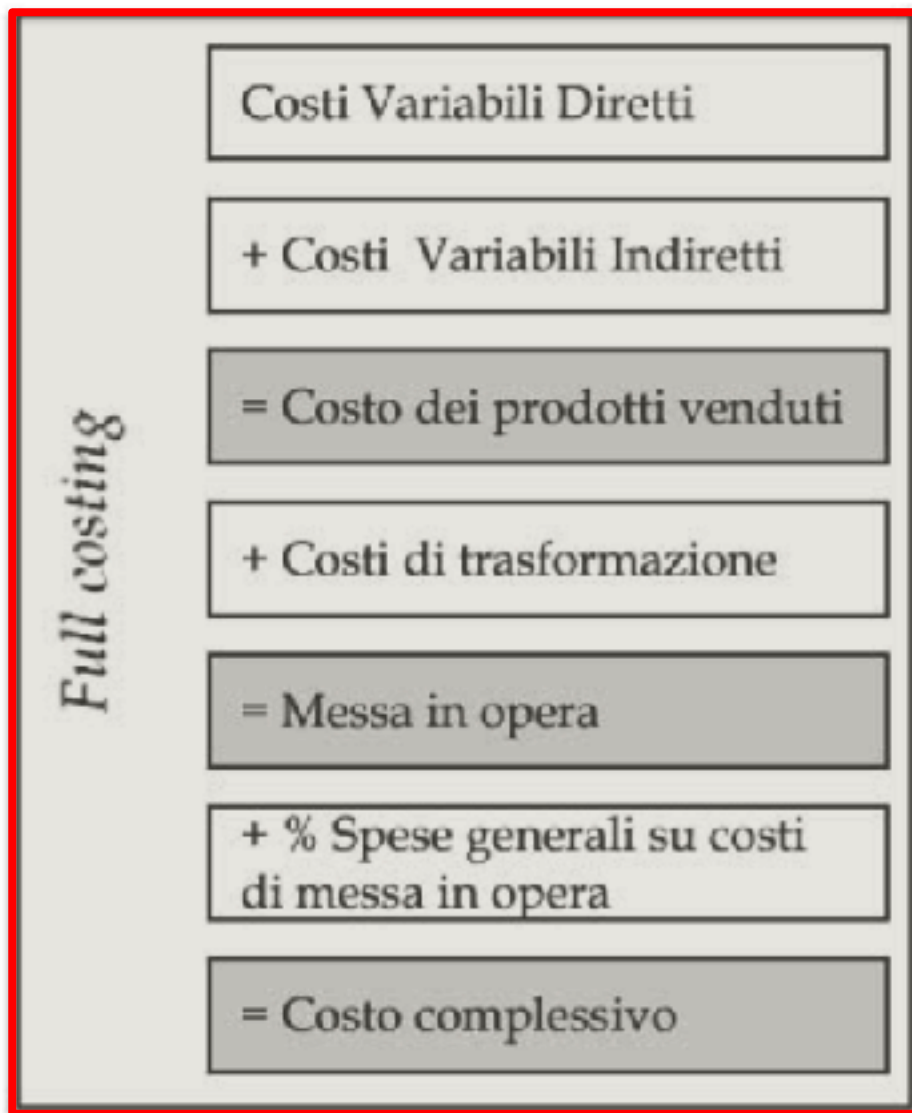 Full costing
Costi Variabili Diretti
+ Costi Variabili Indiretti
= Costo dei prodotti venduti
+ Costi di trasformazione
= Messa in opera
+ % Spese generali su costi
di messa in opera
= Costo complessivo